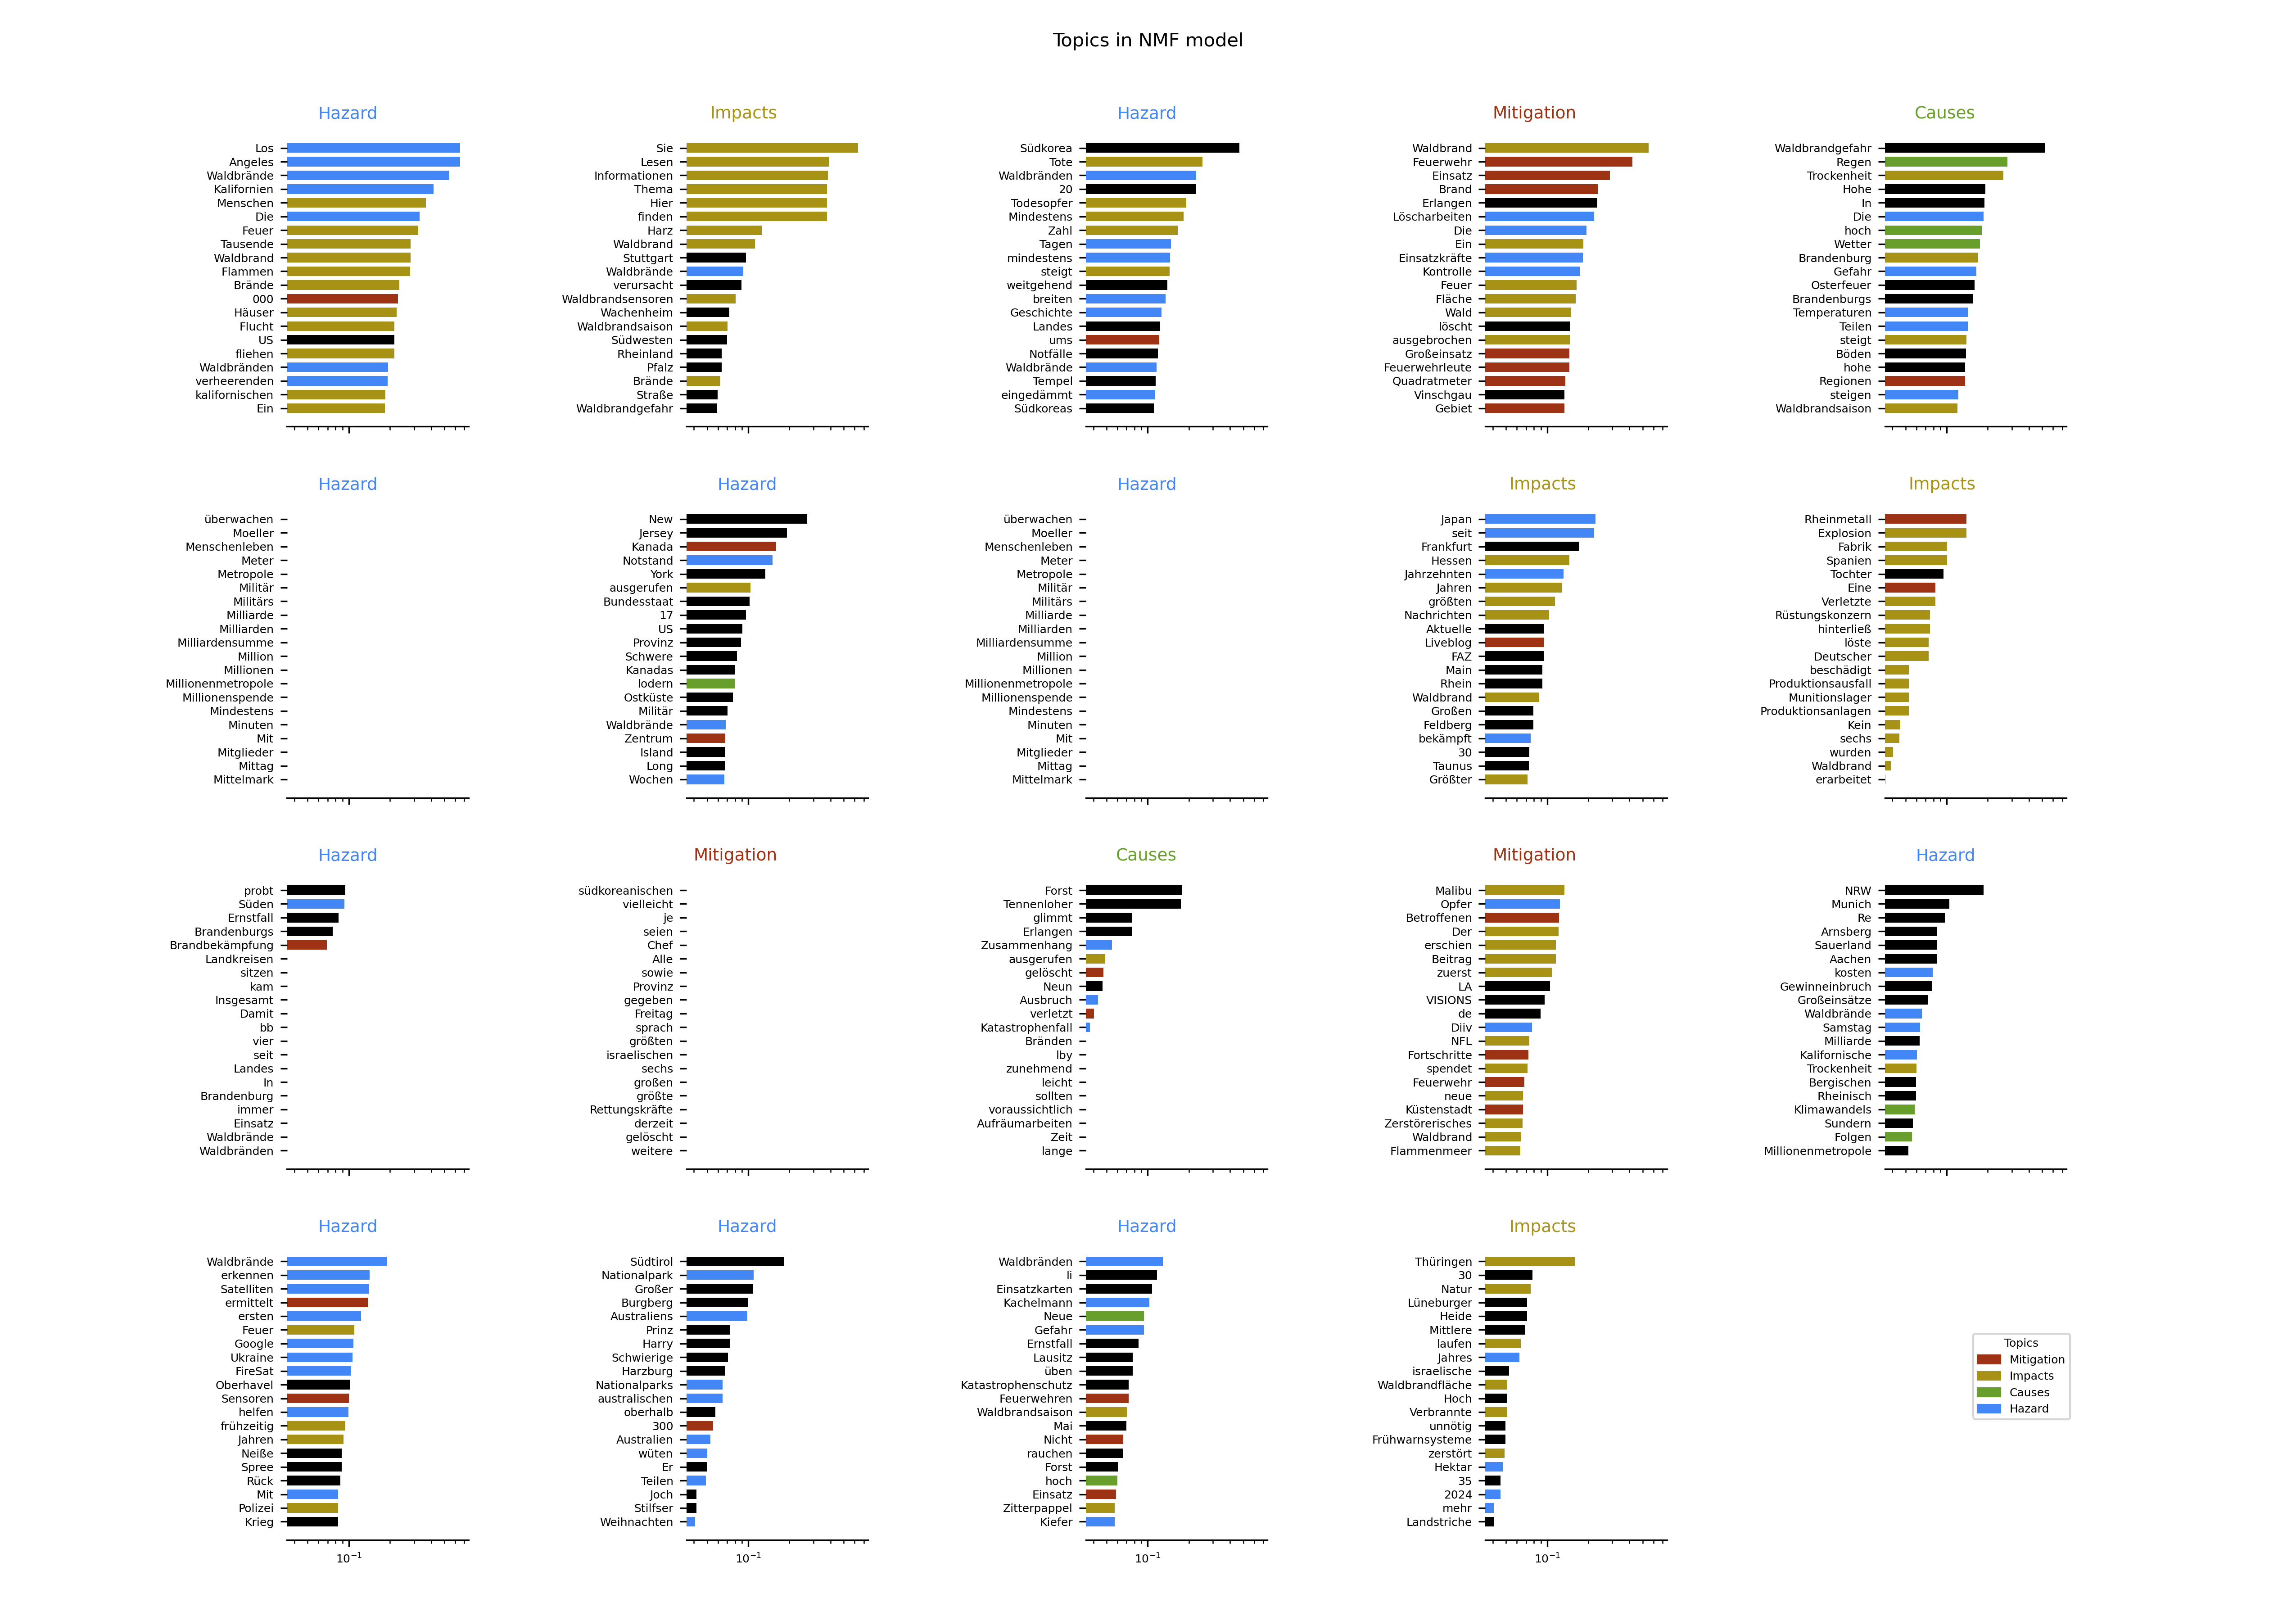 Topics in NMF model
Hazard
Los
Angeles
Waldbrände
Kalifornien
Menschen
Die
Feuer
Tausende
Waldbrand
Flammen
Brände
000
Häuser
Flucht
US
fliehen
Waldbränden
verheerenden
kalifornischen
Ein
Impacts
Sie
Lesen
Informationen
Thema
Hier
finden
Harz
Waldbrand
Stuttgart
Waldbrände
verursacht
Waldbrandsensoren
Wachenheim
Waldbrandsaison
Südwesten
Rheinland
Pfalz
Brände
Straße
Waldbrandgefahr
Hazard
Südkorea
Tote
Waldbränden
20
Todesopfer
Mindestens
Zahl
Tagen
mindestens
steigt
weitgehend
breiten
Geschichte
Landes
ums
Notfälle
Waldbrände
Tempel
eingedämmt
Südkoreas
Mitigation
Waldbrand
Feuerwehr
Einsatz
Brand
Erlangen
Löscharbeiten
Die
Ein
Einsatzkräfte
Kontrolle
Feuer
Fläche
Wald
löscht
ausgebrochen
Großeinsatz
Feuerwehrleute
Quadratmeter
Vinschgau
Gebiet
Causes
Waldbrandgefahr
Regen
Trockenheit
Hohe
In
Die
hoch
Wetter
Brandenburg
Gefahr
Osterfeuer
Brandenburgs
Temperaturen
Teilen
steigt
Böden
hohe
Regionen
steigen
Waldbrandsaison
Hazard
überwachen
Moeller
Menschenleben
Meter
Metropole
Militär
Militärs
Milliarde
Milliarden
Milliardensumme
Million
Millionen
Millionenmetropole
Millionenspende
Mindestens
Minuten
Mit
Mitglieder
Mittag
Mittelmark
Hazard
New
Jersey
Kanada
Notstand
York
ausgerufen
Bundesstaat
17
US
Provinz
Schwere
Kanadas
lodern
Ostküste
Militär
Waldbrände
Zentrum
Island
Long
Wochen
Hazard
überwachen
Moeller
Menschenleben
Meter
Metropole
Militär
Militärs
Milliarde
Milliarden
Milliardensumme
Million
Millionen
Millionenmetropole
Millionenspende
Mindestens
Minuten
Mit
Mitglieder
Mittag
Mittelmark
Impacts
Japan
seit
Frankfurt
Hessen
Jahrzehnten
Jahren
größten
Nachrichten
Aktuelle
Liveblog
FAZ
Main
Rhein
Waldbrand
Großen
Feldberg
bekämpft
30
Taunus
Größter
Impacts
Rheinmetall
Explosion
Fabrik
Spanien
Tochter
Eine
Verletzte
Rüstungskonzern
hinterließ
löste
Deutscher
beschädigt
Produktionsausfall
Munitionslager
Produktionsanlagen
Kein
sechs
wurden
Waldbrand
erarbeitet
Hazard
probt
Süden
Ernstfall
Brandenburgs
Brandbekämpfung
Landkreisen
sitzen
kam
Insgesamt
Damit
bb
vier
seit
Landes
In
Brandenburg
immer
Einsatz
Waldbrände
Waldbränden
Mitigation
südkoreanischen
vielleicht
je
seien
Chef
Alle
sowie
Provinz
gegeben
Freitag
sprach
größten
israelischen
sechs
großen
größte
Rettungskräfte
derzeit
gelöscht
weitere
Causes
Forst
Tennenloher
glimmt
Erlangen
Zusammenhang
ausgerufen
gelöscht
Neun
Ausbruch
verletzt
Katastrophenfall
Bränden
lby
zunehmend
leicht
sollten
voraussichtlich
Aufräumarbeiten
Zeit
lange
Mitigation
Malibu
Opfer
Betroffenen
Der
erschien
Beitrag
zuerst
LA
VISIONS
de
Diiv
NFL
Fortschritte
spendet
Feuerwehr
neue
Küstenstadt
Zerstörerisches
Waldbrand
Flammenmeer
Hazard
NRW
Munich
Re
Arnsberg
Sauerland
Aachen
kosten
Gewinneinbruch
Großeinsätze
Waldbrände
Samstag
Milliarde
Kalifornische
Trockenheit
Bergischen
Rheinisch
Klimawandels
Sundern
Folgen
Millionenmetropole
Hazard
Waldbrände
erkennen
Satelliten
ermittelt
ersten
Feuer
Google
Ukraine
FireSat
Oberhavel
Sensoren
helfen
frühzeitig
Jahren
Neiße
Spree
Rück
Mit
Polizei
Krieg
10⁻¹
Hazard
Südtirol
Nationalpark
Großer
Burgberg
Australiens
Prinz
Harry
Schwierige
Harzburg
Nationalparks
australischen
oberhalb
300
Australien
wüten
Er
Teilen
Joch
Stilfser
Weihnachten
10⁻¹
Hazard
Waldbränden
li
Einsatzkarten
Kachelmann
Neue
Gefahr
Ernstfall
Lausitz
üben
Katastrophenschutz
Feuerwehren
Waldbrandsaison
Mai
Nicht
rauchen
Forst
hoch
Einsatz
Zitterpappel
Kiefer
10⁻¹
Impacts
Thüringen
30
Natur
Lüneburger
Heide
Mittlere
laufen
Jahres
israelische
Waldbrandfläche
Hoch
Verbrannte
unnötig
Frühwarnsysteme
zerstört
Hektar
35
2024
mehr
Landstriche
10⁻¹
Topics
Mitigation
Impacts
Causes
Hazard